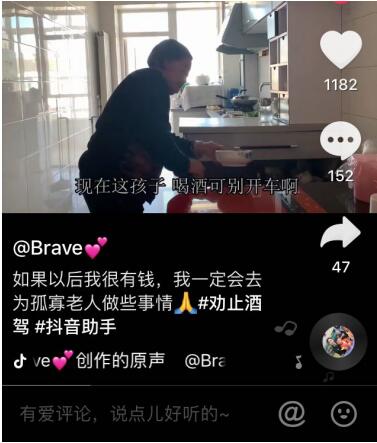 1182
现在这孩子 喝酒可别开车啊
152
47
@Brave💕
如果以后我很有钱，我一定会去
为孤寡老人做些事情🙏#劝止酒
驾 #抖音助手
ve💕创作的原声 @Bra
有爱评论，说点儿好听的~